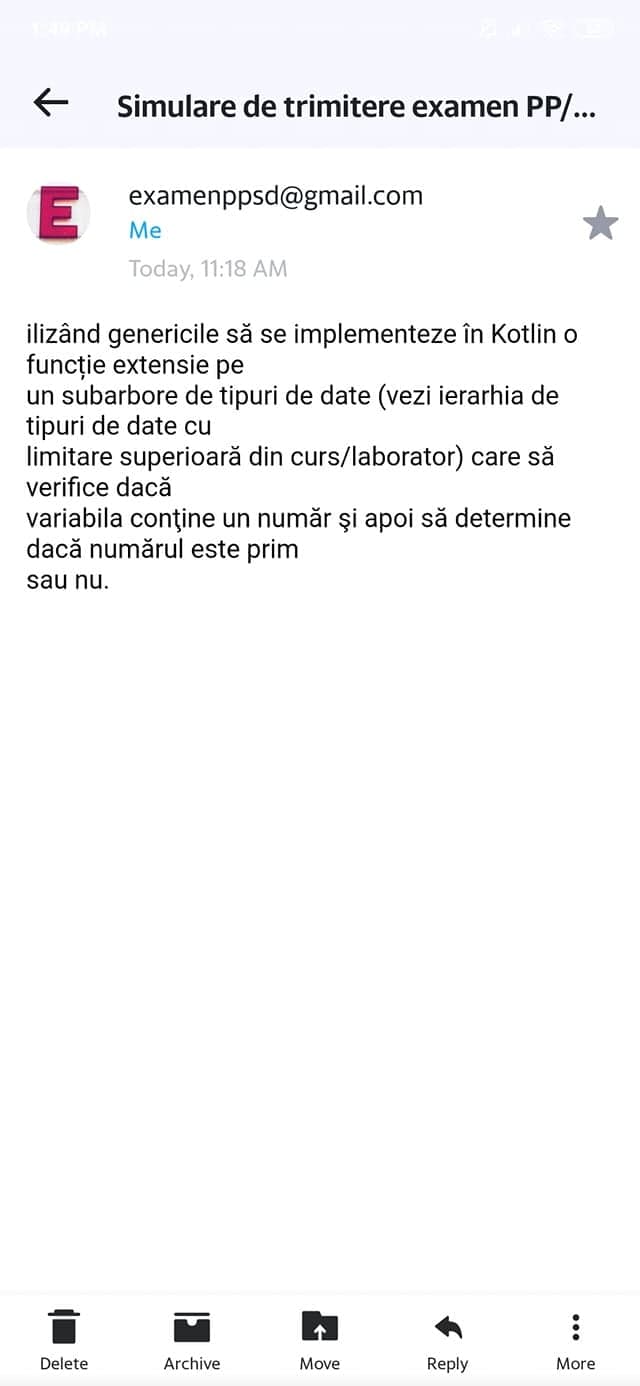 1:49 PM
Simulare de trimitere examen PP/...
E
examenppsd@gmail.com
Me
Today, 11:18 AM
ilizând genericile să se implementeze în Kotlin o
funcție extensie pe
un subarbore de tipuri de date (vezi ierarhia de
tipuri de date cu
limitare superioară din curs/laborator) care să
verifice dacă
variabila conţine un număr şi apoi să determine
dacă numărul este prim
sau nu.
Delete Archive Move Reply More